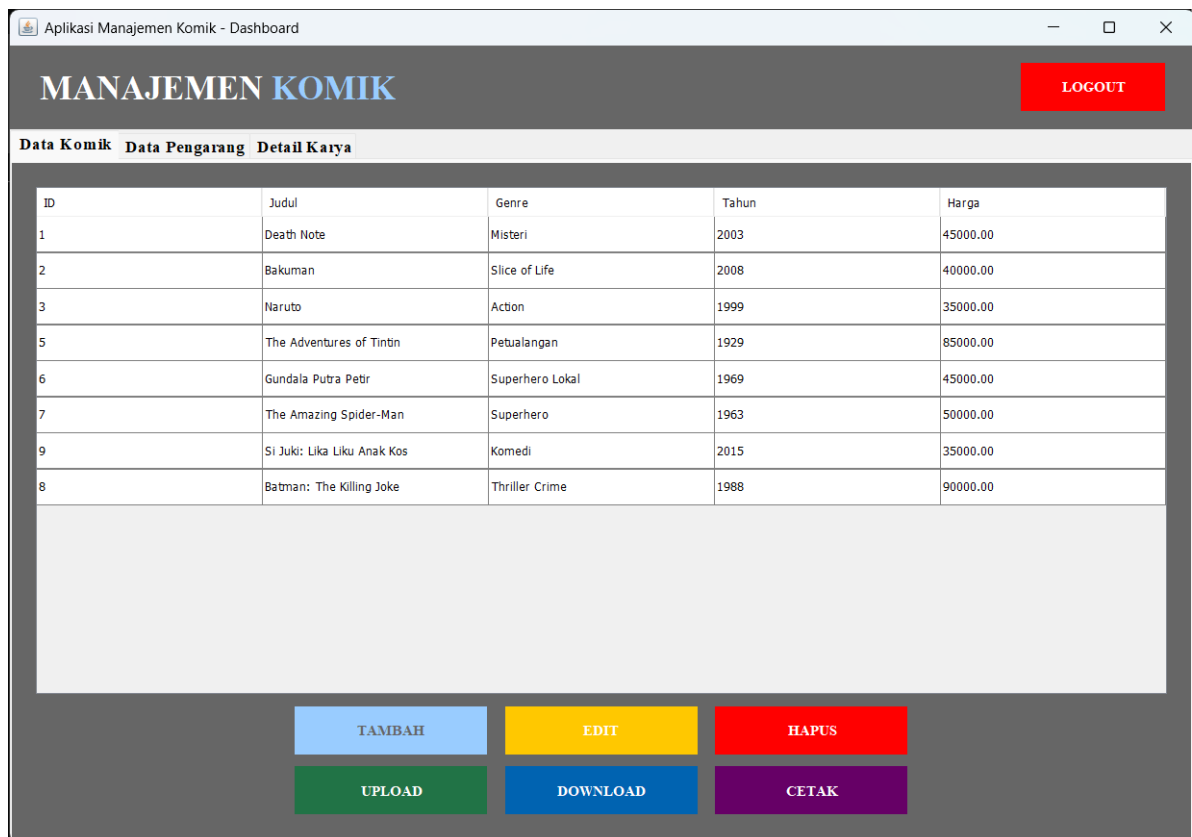 Aplikasi Manajemen Komik - Dashboard
MANAJEMEN KOMIK LOGOUT
Data Komik Data Pengarang Detail Karya
ID Judul Genre Tahun Harga
1 Death Note Misteri 2003 45000.00
2 Bakuman Slice of Life 2008 40000.00
3 Naruto Action 1999 35000.00
5 The Adventures of Tintin Petualangan 1929 85000.00
6 Gundala Putra Petir Superhero Lokal 1969 45000.00
7 The Amazing Spider-Man Superhero 1963 50000.00
9 Si Juki: Lika Liku Anak Kos Komedi 2015 35000.00
8 Batman: The Killing Joke Thriller Crime 1988 90000.00
TAMBAH EDIT HAPUS
UPLOAD DOWNLOAD CETAK